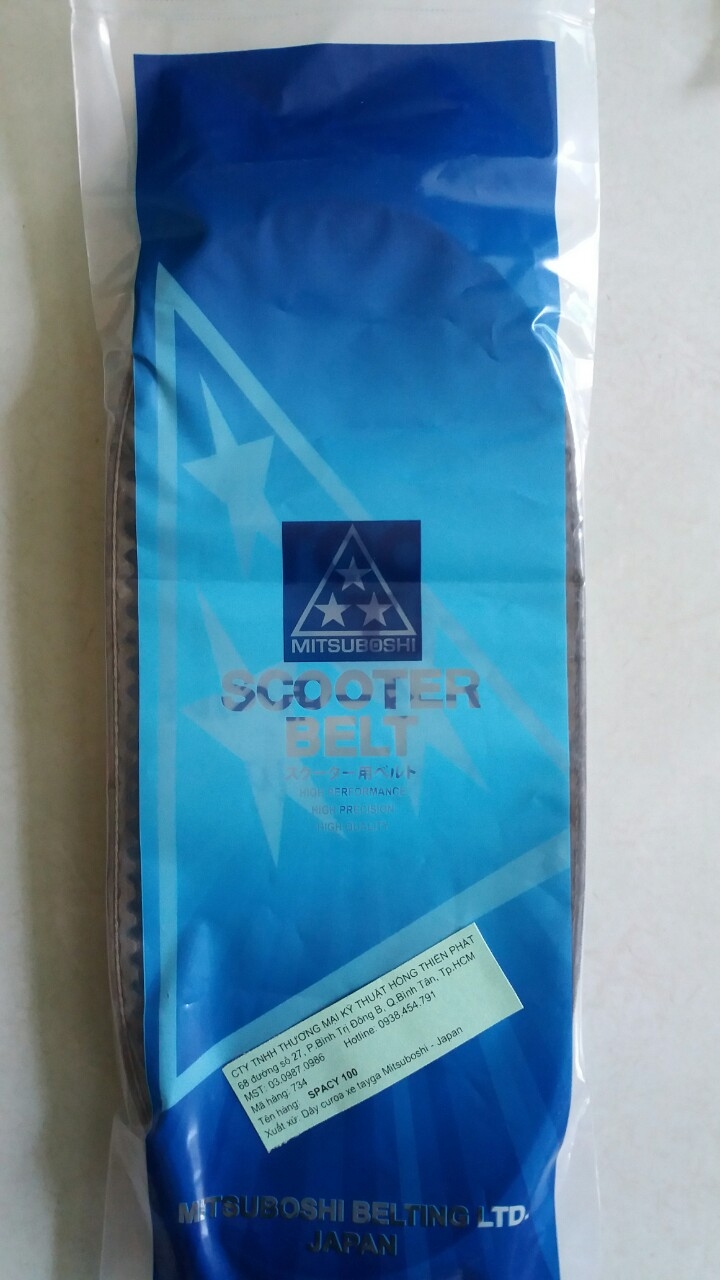 MITSUBOSHI
SCOOTER
BELT
スクーター用ベルト
HIGH PERFORMANCE
HIGH PRECISION
HIGH
CTY TNHH THƯƠNG MẠI KỸ THUẬT HỒNG THIÊN PHÁT
68 đường số 27, P.Bình Trị Đông B, Q.Bình Tân, Tp.HCM
MST: 03.0987.0986 Hotline: 0938.454.791
Mã hàng: 734
Tên hàng: SPACY 100
Xuất xứ: Dây curoa xe tayga Mitsuboshi - Japan
MITSUBOSHI BELTING LTD.
JAPAN